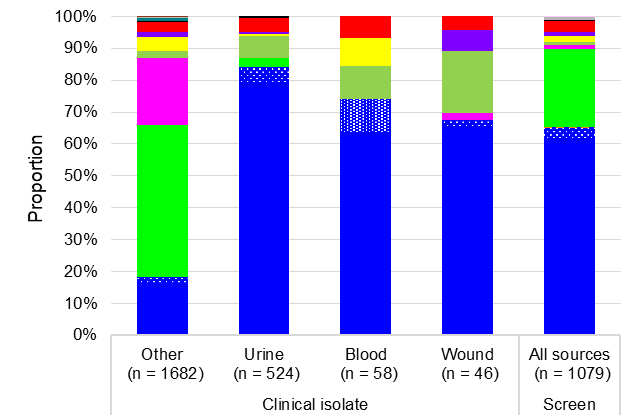 100%
90%
80%
70%
60%
50%
40%
30%
20%
10%
0%
Proportion
Other Urine Blood Wound All sources
(n = 1682) (n = 524) (n = 58) (n = 46) (n = 1079)
Clinical isolate Screen